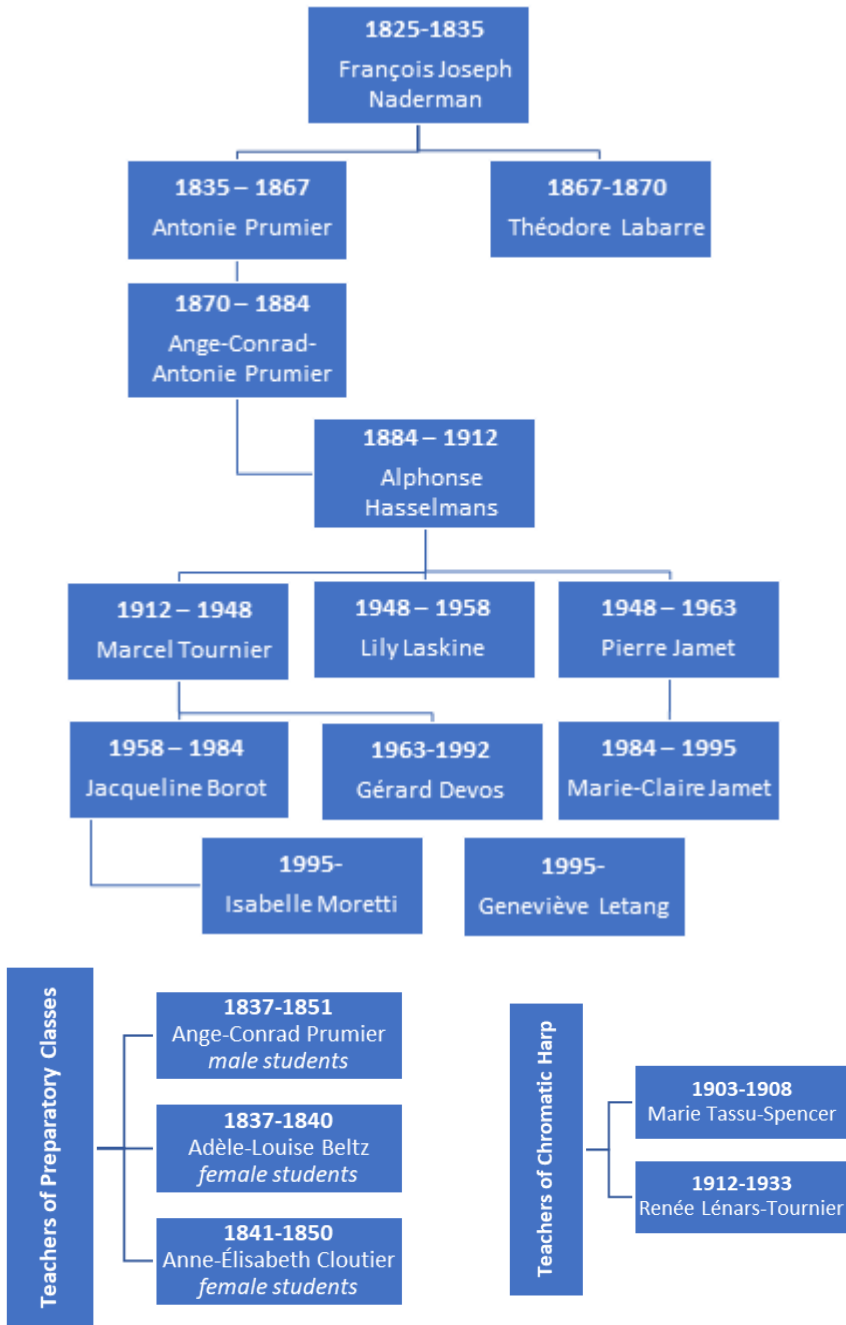 1825-1835
François Joseph
Naderman
1835 – 1867
Antonie Prumier
1867-1870
Théodore Labarre
1870 – 1884
Ange-Conrad-
Antonie Prumier
1884 – 1912
Alphonse
Hasselmans
1912 – 1948
Marcel Tournier
1948 – 1958
Lily Laskine
1948 – 1963
Pierre Jamet
1958 – 1984
Jacqueline Borot
1963-1992
Gérard Devos
1984 – 1995
Marie-Claire Jamet
1995-
Isabelle Moretti
1995-
Geneviève Letang
Teachers of Preparatory Classes
1837-1851
Ange-Conrad Prumier
male students
1837-1840
Adèle-Louise Beltz
female students
1841-1850
Anne-Élisabeth Cloutier
female students
Teachers of Chromatic Harp
1903-1908
Marie Tassu-Spencer
1912-1933
Renée Lénars-Tournier